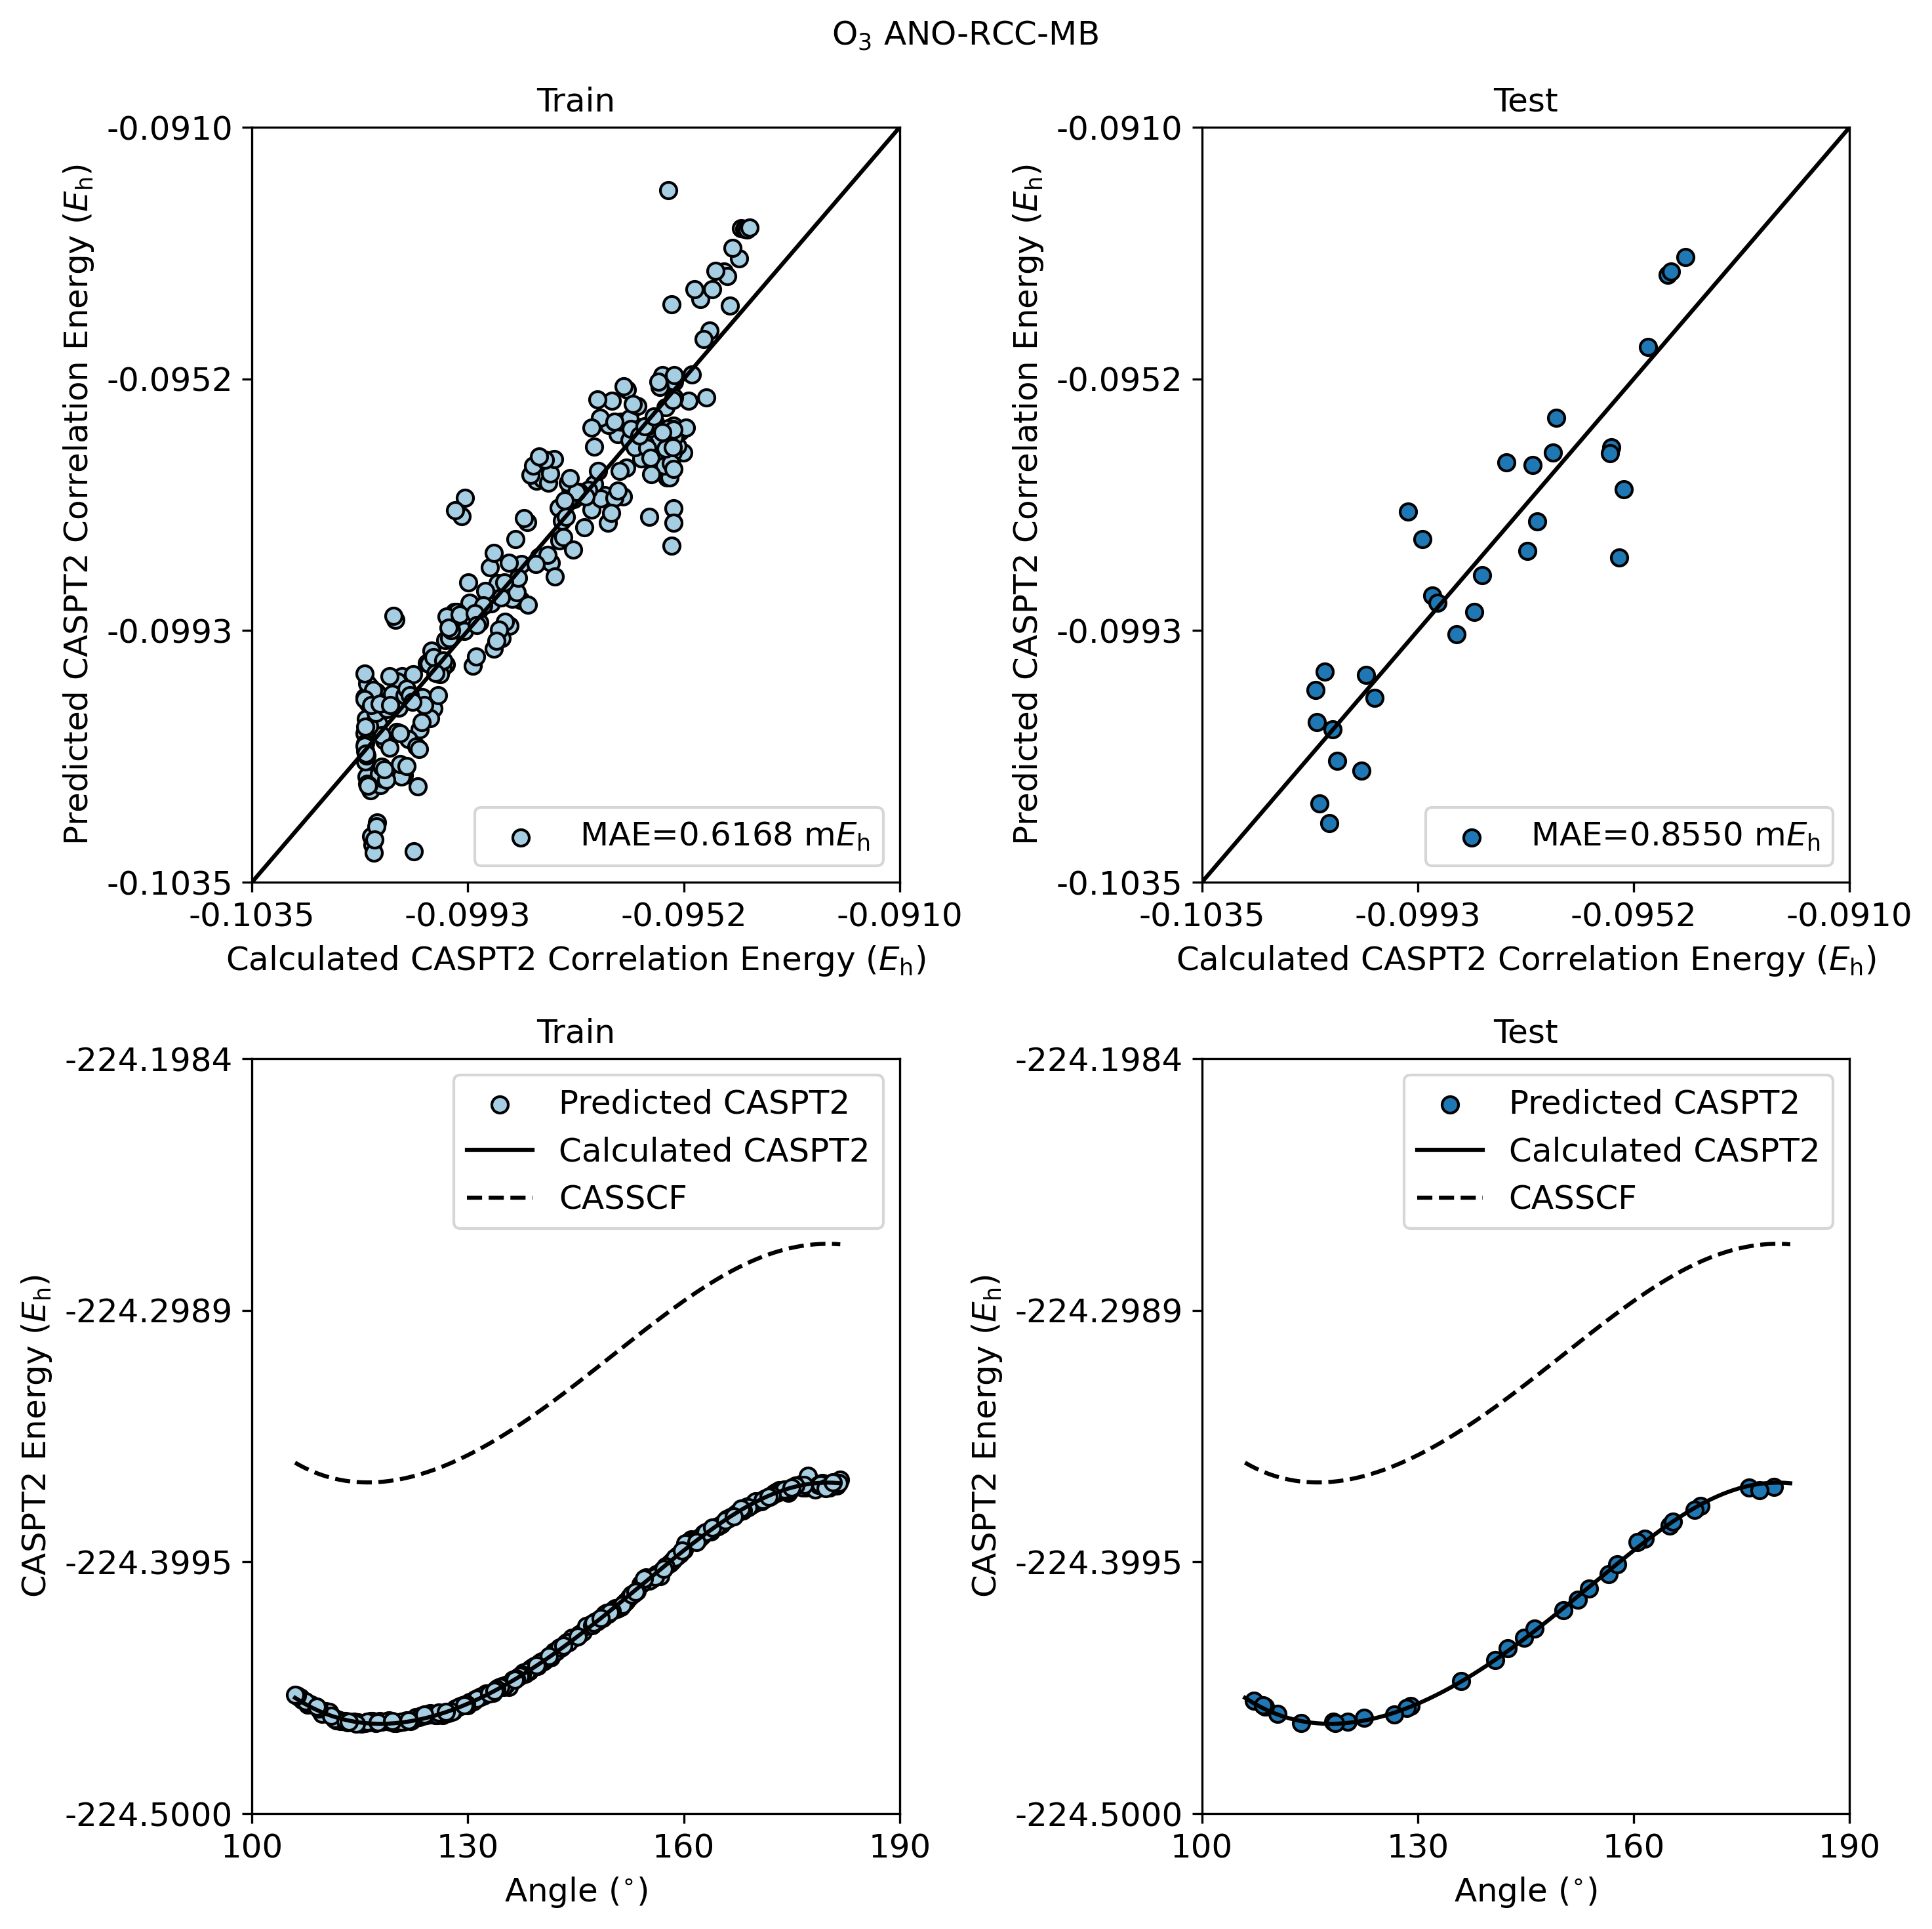 O₃ ANO-RCC-MB
Train
-0.0910
-0.0952
-0.0993
-0.1035
Predicted CASPT2 Correlation Energy (Eₕ)
MAE=0.6168 mEₕ
-0.1035 -0.0993 -0.0952 -0.0910
Calculated CASPT2 Correlation Energy (Eₕ)
Test
-0.0910
-0.0952
-0.0993
-0.1035
Predicted CASPT2 Correlation Energy (Eₕ)
MAE=0.8550 mEₕ
-0.1035 -0.0993 -0.0952 -0.0910
Calculated CASPT2 Correlation Energy (Eₕ)
Train
-224.1984
-224.2989
-224.3995
-224.5000
CASPT2 Energy (Eₕ)
Predicted CASPT2
Calculated CASPT2
CASSCF
100 130 160 190
Angle (°)
Test
-224.1984
-224.2989
-224.3995
-224.5000
CASPT2 Energy (Eₕ)
Predicted CASPT2
Calculated CASPT2
CASSCF
100 130 160 190
Angle (°)